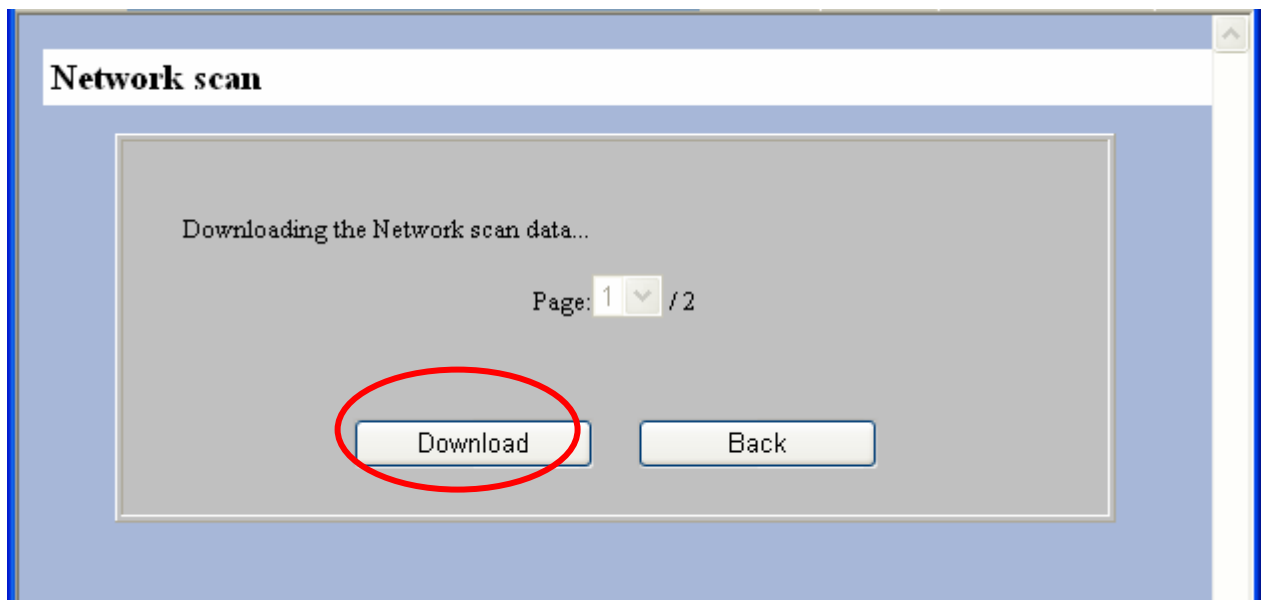 Network scan
Downloading the Network scan data...
Page: 1 / 2
Download Back